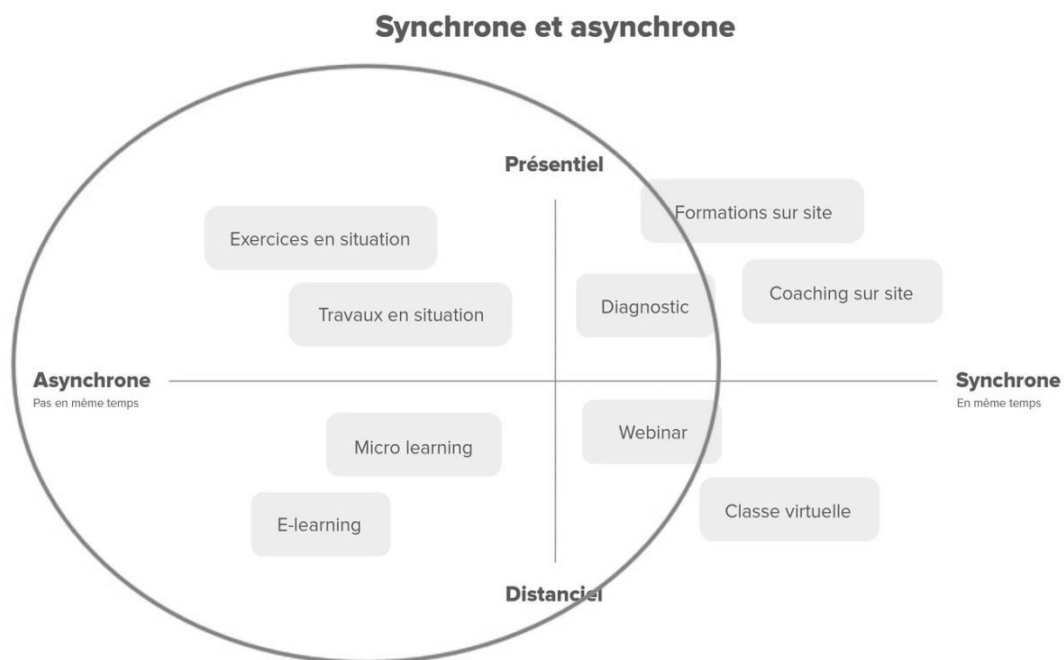 Synchrone et asynchrone
Présentiel
Formations sur site
Exercices en situation
Coaching sur site
Diagnostic
Travaux en situation
Asynchrone
Pas en même temps
Synchrone
En même temps
Webinar
Micro learning
Classe virtuelle
E-learning
Distanciel